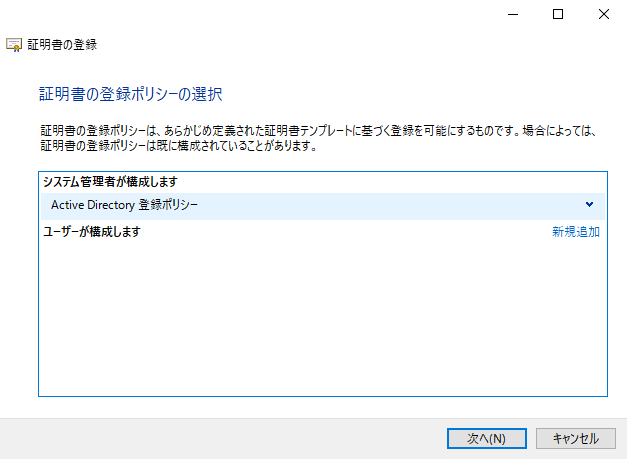 証明書の登録
証明書の登録ポリシーの選択
証明書の登録ポリシーは、あらかじめ定義された証明書テンプレートに基づく登録を可能にするものです。場合によっては、
証明書の登録ポリシーは既に構成されていることがあります。
システム管理者が構成します
Active Directory 登録ポリシー
ユーザーが構成します 新規追加
次へ(N) キャンセル